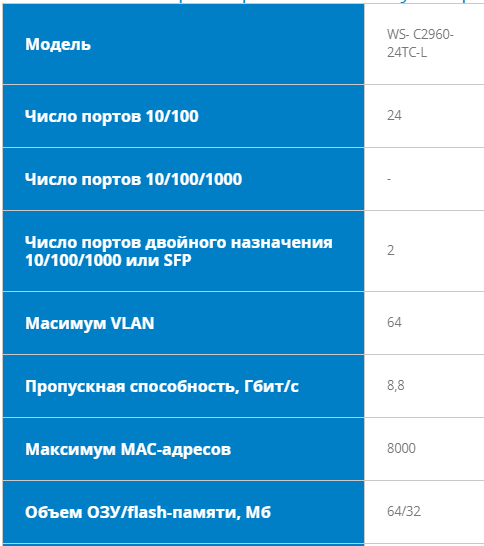 Модель
WS- C2960-
24TC-L
Число портов 10/100
24
Число портов 10/100/1000
-
Число портов двойного назначения
10/100/1000 или SFP
2
Масимум VLAN
64
Пропускная способность, Гбит/с
8,8
Максимум MAC-адресов
8000
Объем ОЗУ/flash-памяти, Мб
64/32